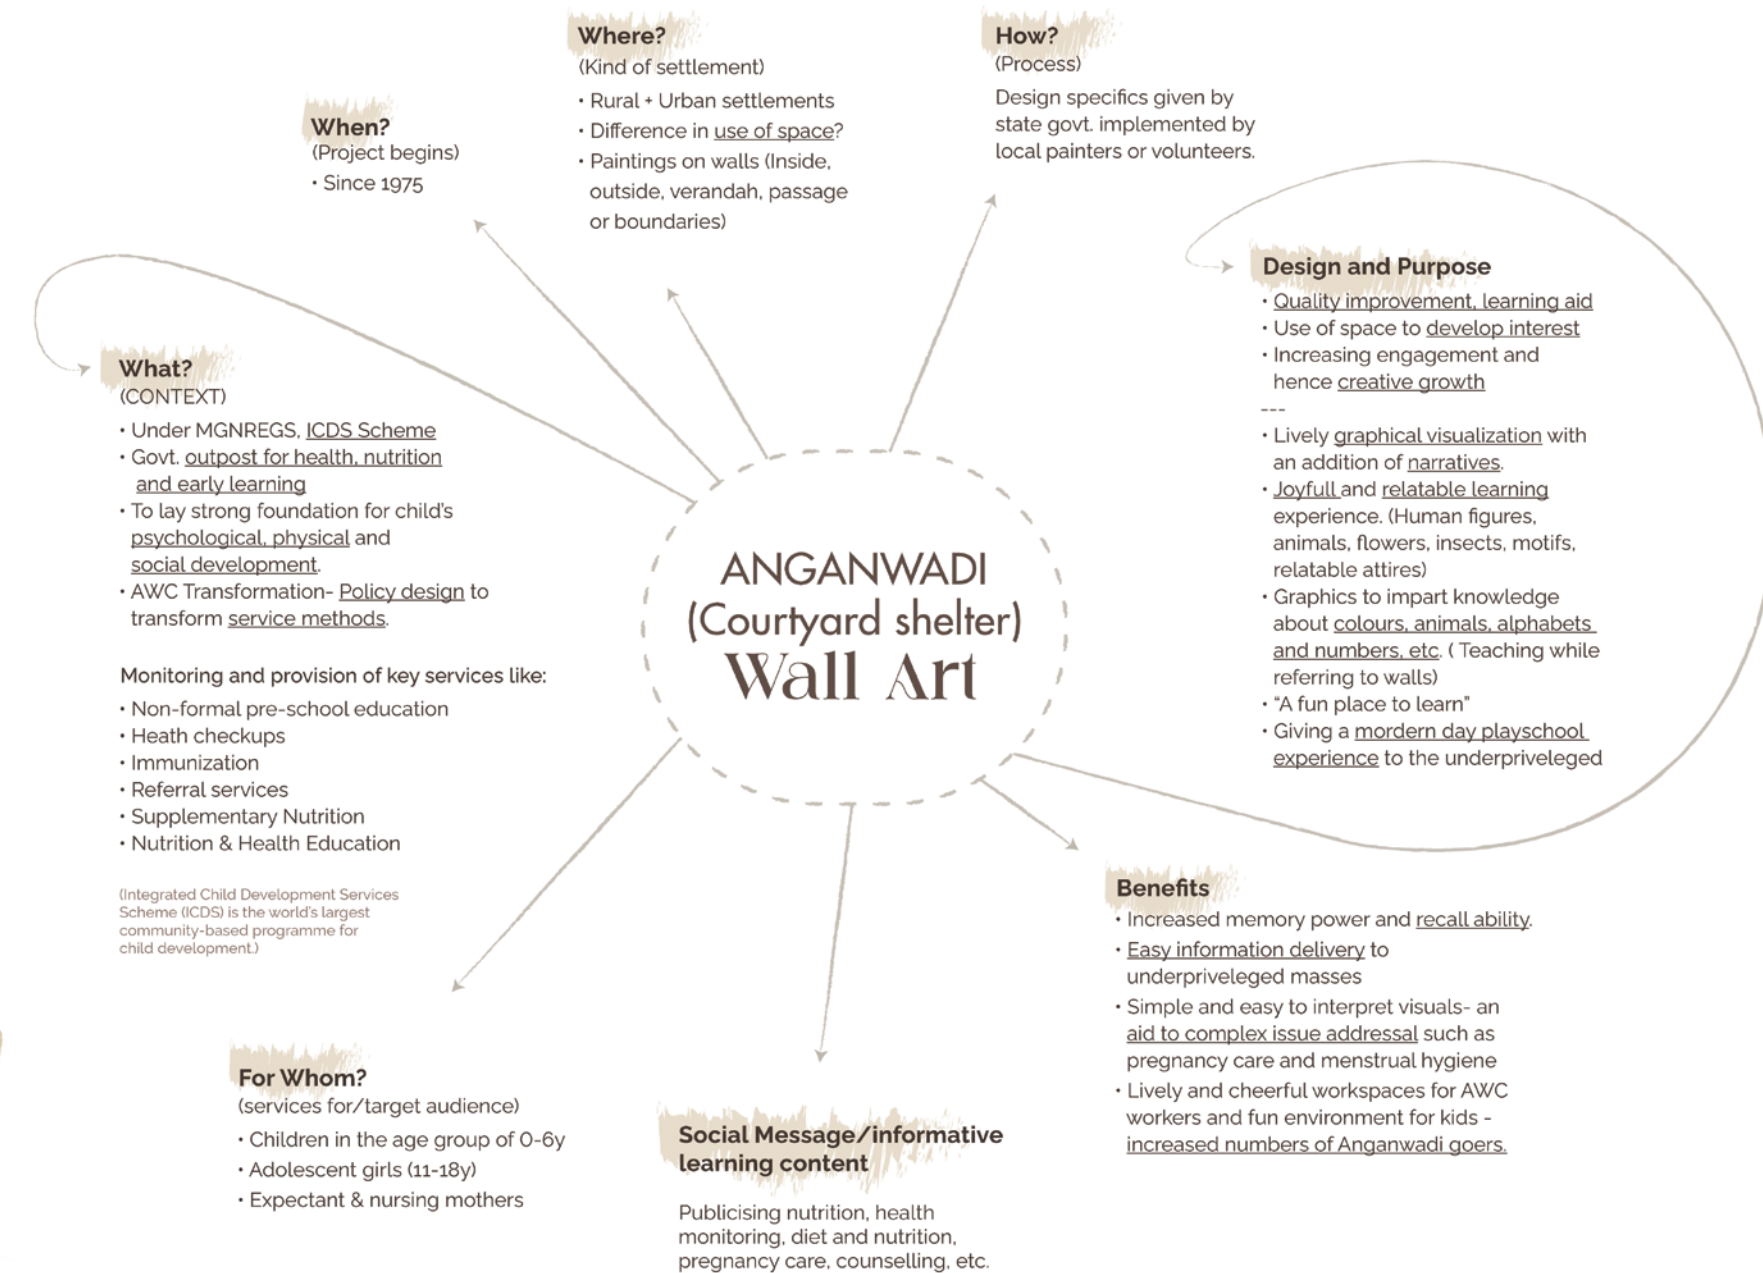 Where?
(Kind of settlement)
• Rural + Urban settlements
• Difference in use of space?
• Paintings on walls (Inside,
outside, verandah, passage
or boundaries)
How?
(Process)
Design specifics given by
state govt. implemented by
local painters or volunteers.
When?
(Project begins)
• Since 1975
Design and Purpose
• Quality improvement, learning aid
• Use of space to develop interest
• Increasing engagement and
hence creative growth
---
• Lively graphical visualization with
an addition of narratives.
• Joyfull and relatable learning
experience. (Human figures,
animals, flowers, insects, motifs,
relatable attires)
• Graphics to impart knowledge
about colours, animals, alphabets
and numbers, etc. ( Teaching while
referring to walls)
• "A fun place to learn"
• Giving a mordern day playschool
experience to the underpriveleged
What?
(CONTEXT)
• Under MGNREGS, ICDS Scheme
• Govt. outpost for health, nutrition
and early learning
• To lay strong foundation for child's
psychological, physical and
social development.
• AWC Transformation- Policy design to
transform service methods.
Monitoring and provision of key services like:
• Non-formal pre-school education
• Heath checkups
• Immunization
• Referral services
• Supplementary Nutrition
• Nutrition & Health Education
(Integrated Child Development Services
Scheme (ICDS) is the world's largest
community-based programme for
child development.)
ANGANWADI
(Courtyard shelter)
Wall Art
Benefits
• Increased memory power and recall ability.
• Easy information delivery to
underpriveleged masses
• Simple and easy to interpret visuals- an
aid to complex issue addressal such as
pregnancy care and menstrual hygiene
• Lively and cheerful workspaces for AWC
workers and fun environment for kids -
increased numbers of Anganwadi goers.
For Whom?
(services for/target audience)
• Children in the age group of 0-6y
• Adolescent girls (11-18y)
• Expectant & nursing mothers
Social Message/informative
learning content
Publicising nutrition, health
monitoring, diet and nutrition,
pregnancy care, counselling, etc.